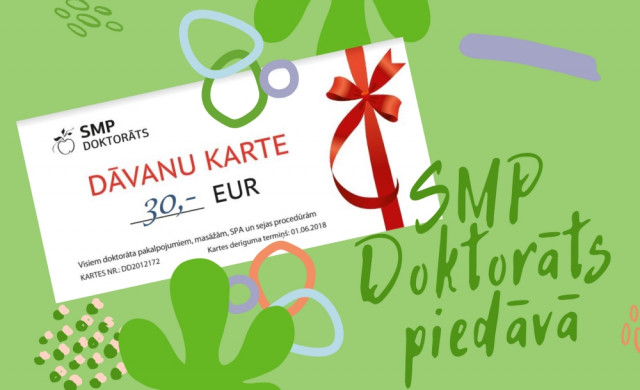 SMP
DOKTORĀTS
DĀVANU KARTE
30,- EUR
Visiem doktorāta pakalpojumiem, masāžām, SPA un sejas procedūrām
KARTES NR.: DD2012172 Kartes derīguma termiņš: 01.06.2018
SMP
Doktorāts
piedāvā